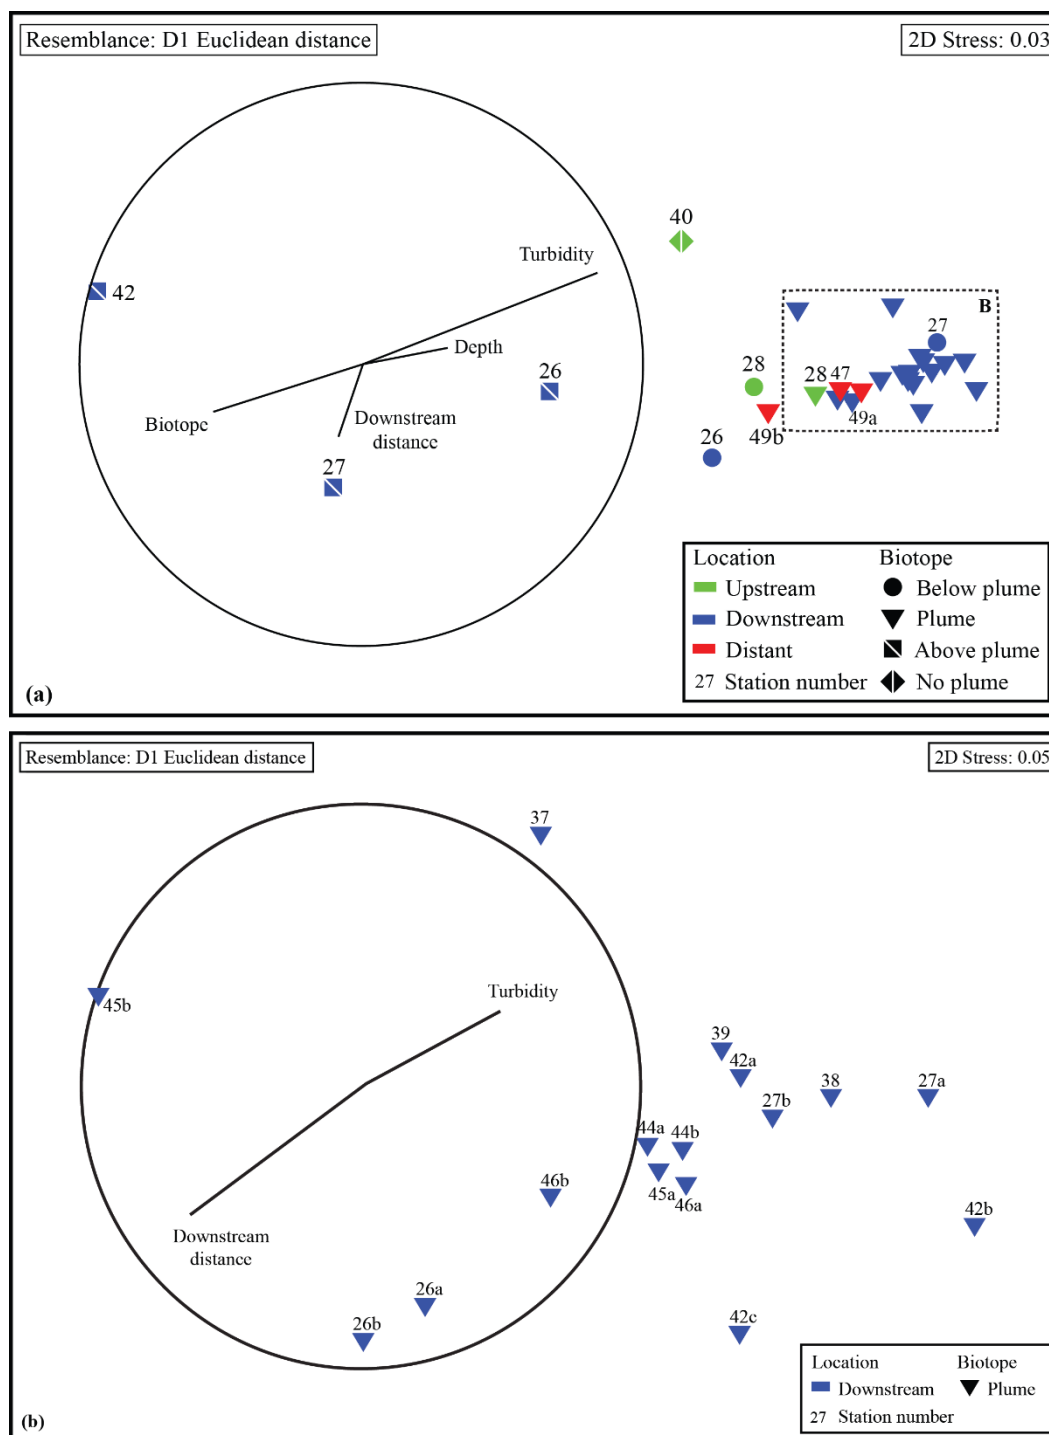 Resemblance: D1 Euclidean distance
2D Stress: 0.03
40
Turbidity
42
B
27
Depth
26
28
28 47
Biotope
Downstream
distance
49a
49b
26
27
Location
Biotope
Upstream
Below plume
Downstream
Plume
Distant
Above plume
27 Station number
No plume
(a)
Resemblance: D1 Euclidean distance
2D Stress: 0.05
37
Turbidity
45b
39
42a
38
27a
27b
44a
44b
46b
45a
46a
42b
Downstream
distance
26a
26b
42c
Location
Biotope
Downstream
Plume
27 Station number
(b)